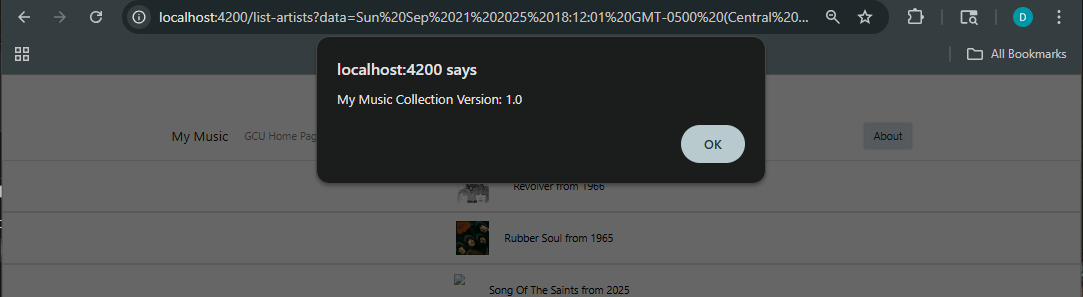 localhost:4200/list-artists?data=Sun%20Sep%2021%202025%2018:12:01%20GMT-0500%20(Central%20...
D
All Bookmarks
localhost:4200 says
My Music Collection Version: 1.0
OK
My Music GCU Home Pag
About
Revolver from 1966
Rubber Soul from 1965
Song Of The Saints from 2025